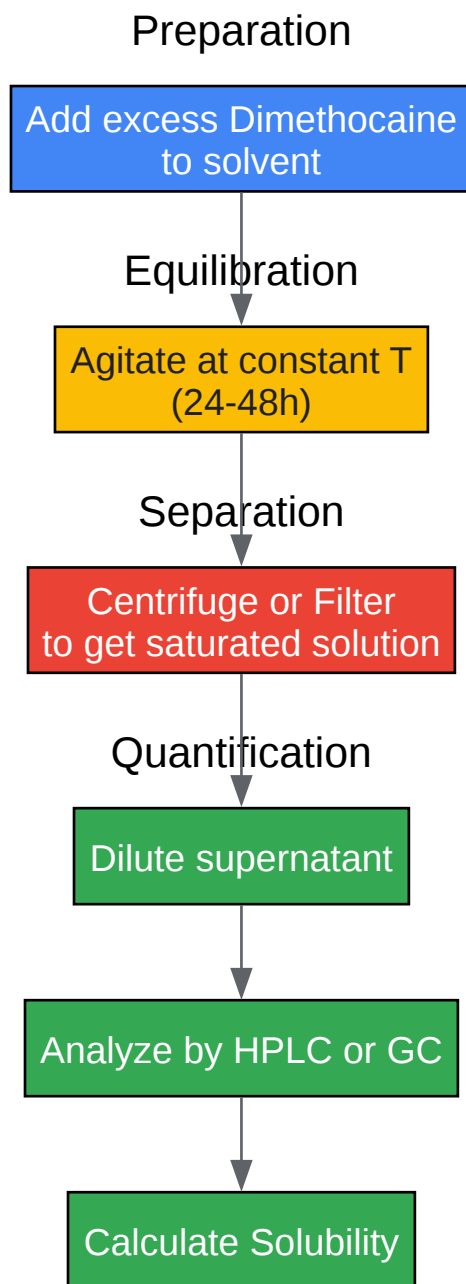 Preparation
Add excess Dimethocaine
to solvent
Equilibration
Agitate at constant T
(24-48h)
Separation
Centrifuge or Filter
to get saturated solution
Quantification
Dilute supernatant
Analyze by HPLC or GC
Calculate Solubility